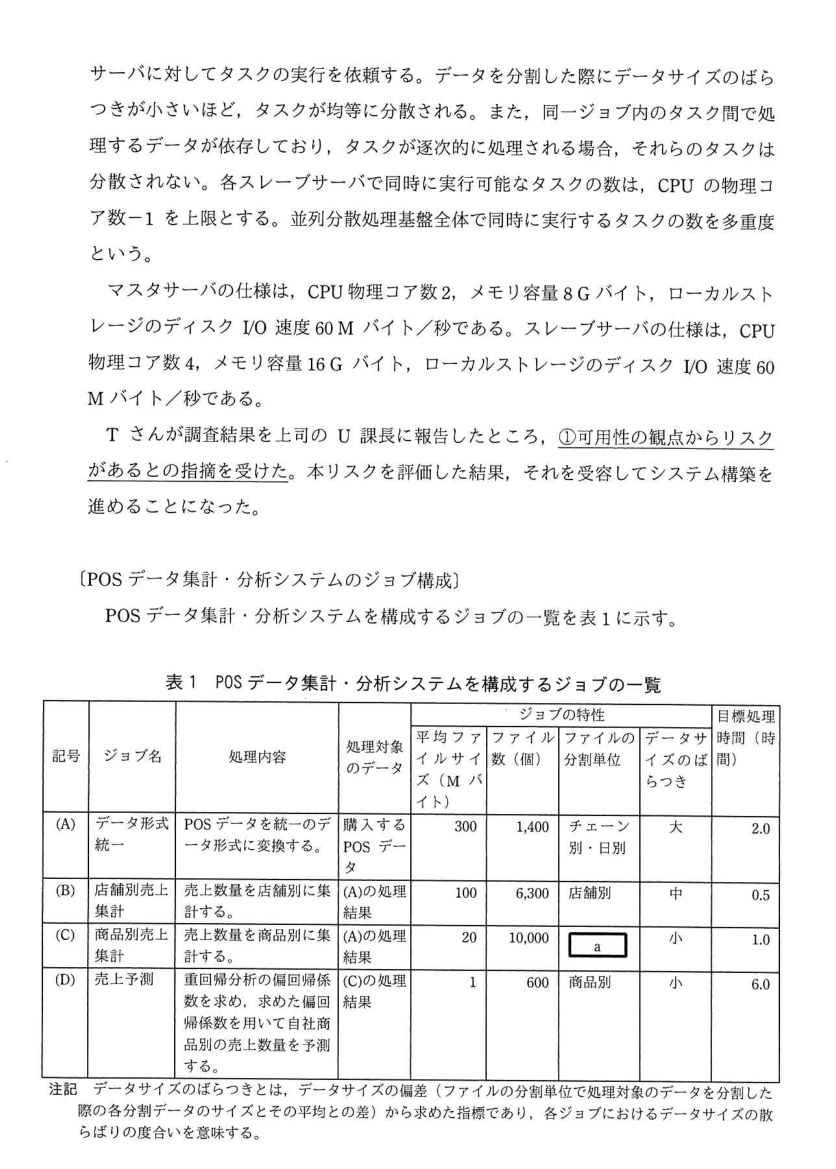 サーバに対してタスクの実行を依頼する。データを分割した際にデータサイズのばら
つきが小さいほど，タスクが均等に分散される。また，同一ジョブ内のタスク間で処
理するデータが依存しており，タスクが逐次的に処理される場合，それらのタスクは
分散されない。各スレーブサーバで同時に実行可能なタスクの数は，CPU の物理コ
ア数－1 を上限とする。並列分散処理基盤全体で同時に実行するタスクの数を多重度
という。
マスタサーバの仕様は，CPU 物理コア数 2，メモリ容量 8 G バイト，ローカルスト
レージのディスク I/O 速度 60 M バイト／秒である。スレーブサーバの仕様は，CPU
物理コア数 4，メモリ容量 16 G バイト，ローカルストレージのディスク I/O 速度 60
M バイト／秒である。
T さんが調査結果を上司の U 課長に報告したところ，①可用性の観点からリスク
があるとの指摘を受けた。本リスクを評価した結果，それを受容してシステム構築を
進めることになった。
〔POS データ集計・分析システムのジョブ構成〕
POS データ集計・分析システムを構成するジョブの一覧を表 1 に示す。
表 1 POS データ集計・分析システムを構成するジョブの一覧
記号 ジョブ名 処理内容 処理対象のデータ ジョブの特性 目標処理時間（時間）
平均ファイルサイズ（M バイト） ファイル数（個） ファイルの分割単位 データサイズのばらつき
(A) データ形式 POS データを統一のデ 購入する 300 1,400 チェーン 大 2.0
統一 ータ形式に変換する。 POS デー 別・日別
タ
(B) 店舗別売上 売上数量を店舗別に集 (A)の処理 100 6,300 店舗別 中 0.5
集計 計する。 結果
(C) 商品別売上 売上数量を商品別に集 (A)の処理 20 10,000 a 小 1.0
集計 計する。 結果
(D) 売上予測 重回帰分析の偏回帰係 (C)の処理 1 600 商品別 小 6.0
数を求め，求めた偏回 結果
帰係数を用いて自社商
品別の売上数量を予測
する。
注記 データサイズのばらつきとは，データサイズの偏差（ファイルの分割単位で処理対象のデータを分割した
際の各分割データのサイズとその平均との差）から求めた指標であり，各ジョブにおけるデータサイズの散
らばりの度合いを意味する。